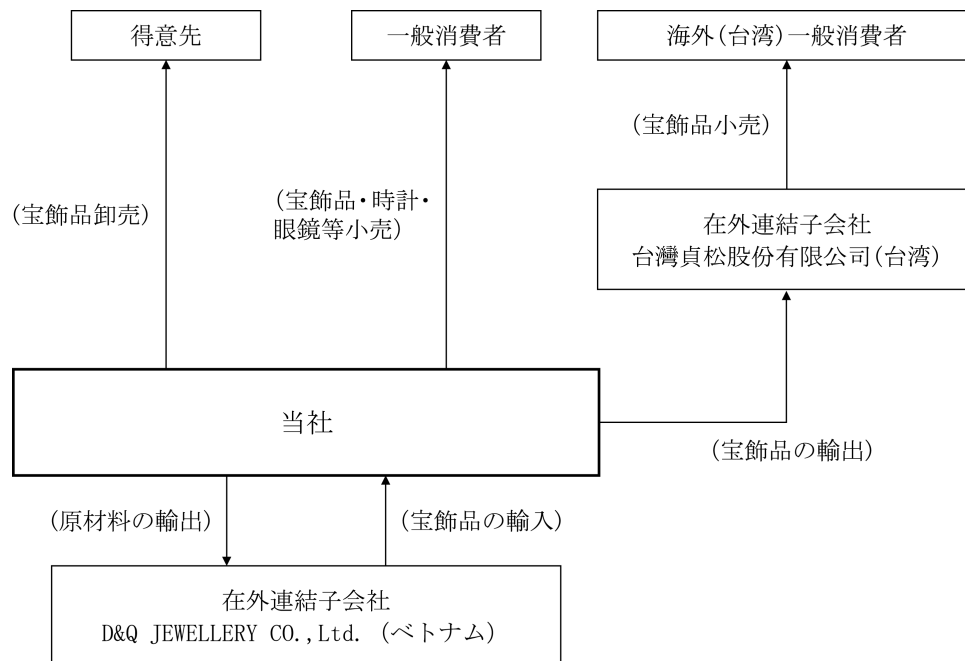 得意先
一般消費者
海外(台湾)一般消費者
(宝飾品小売)
(宝飾品卸売)
(宝飾品・時計・
眼鏡等小売)
在外連結子会社
台灣貞松股份有限公司(台湾)
当社
(宝飾品の輸出)
(原材料の輸出)
(宝飾品の輸入)
在外連結子会社
D&Q JEWELLERY CO.,Ltd. (ベトナム)